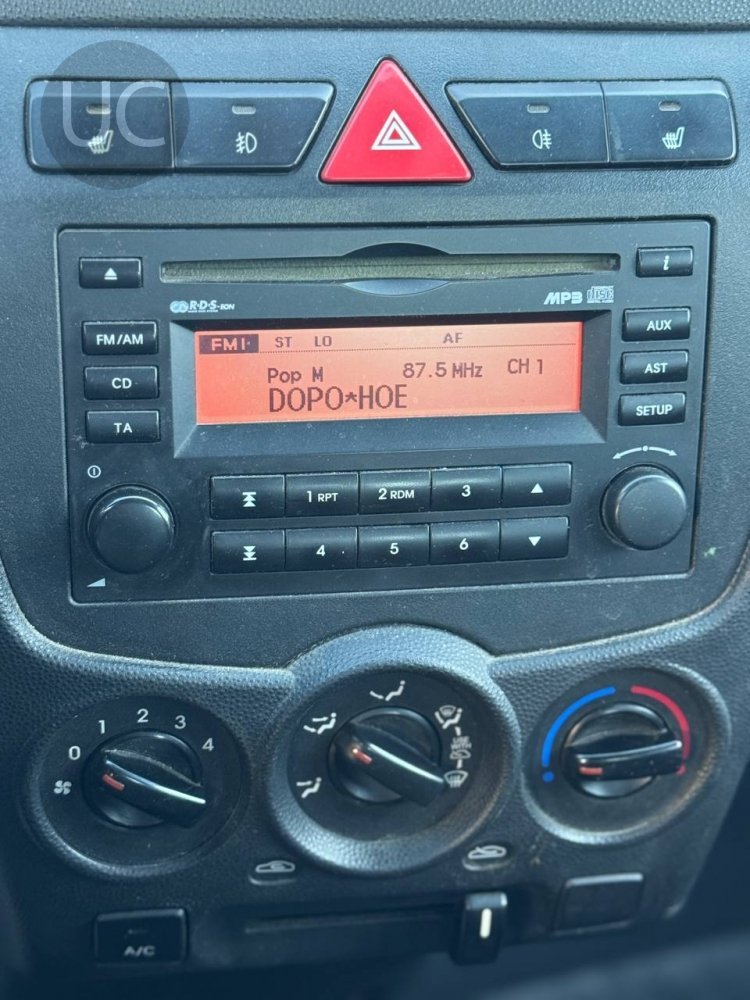 UC
R·D·S-EON
MP3
i
FM/AM
CD
TA
AUX
AST
SETUP
FM1 ST LO AF
Pop M 87.5 MHz CH 1
DOPO*HOE
1 RPT 2 RDM 3
4 5 6
0 1 2 3 4
A/C